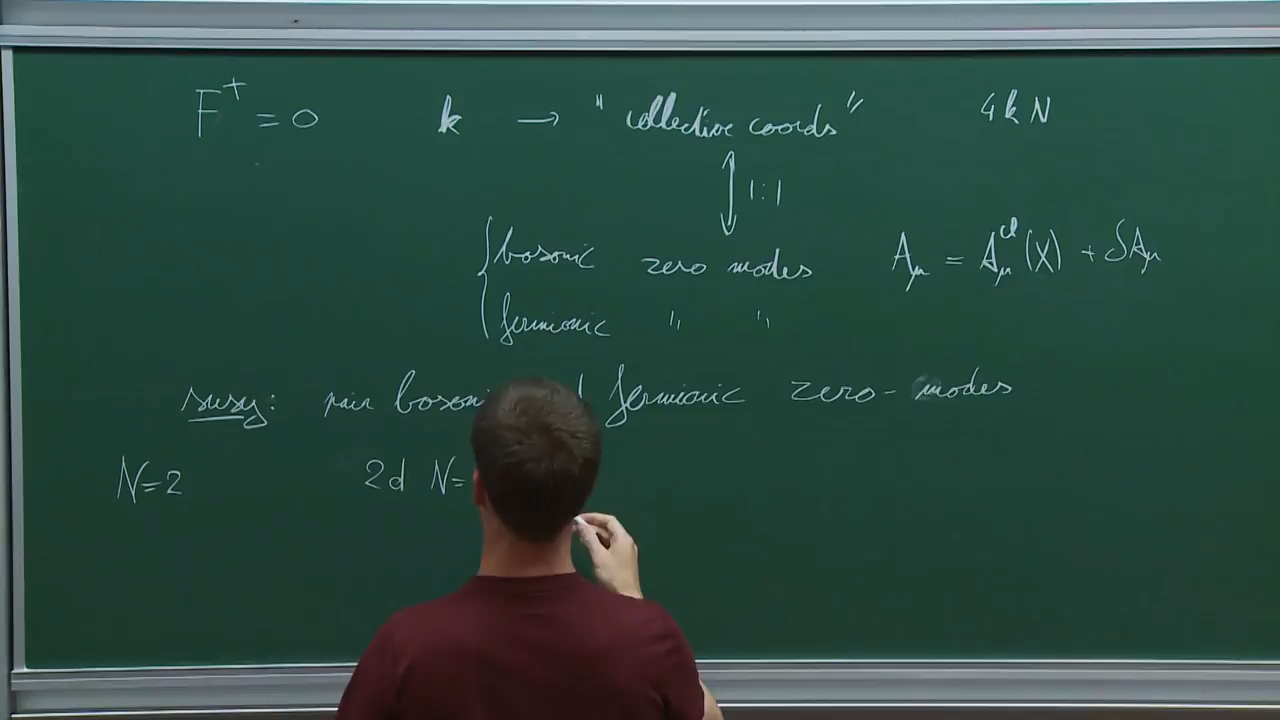 F⁺ = 0 k → "collective coords" 4kN
↕ 1:1
{ bosonic zero modes A_μ = A_μ^cl (X) + δA_μ
fermionic " "
susy: pair boson fermionic zero-modes
N=2 2d N=